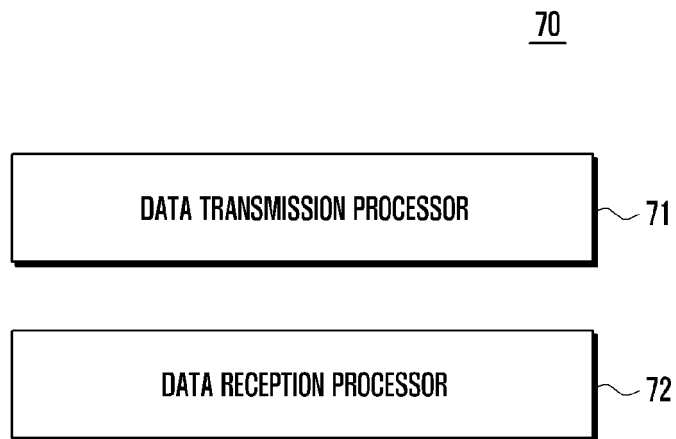 70
DATA TRANSMISSION PROCESSOR
71
DATA RECEPTION PROCESSOR
72